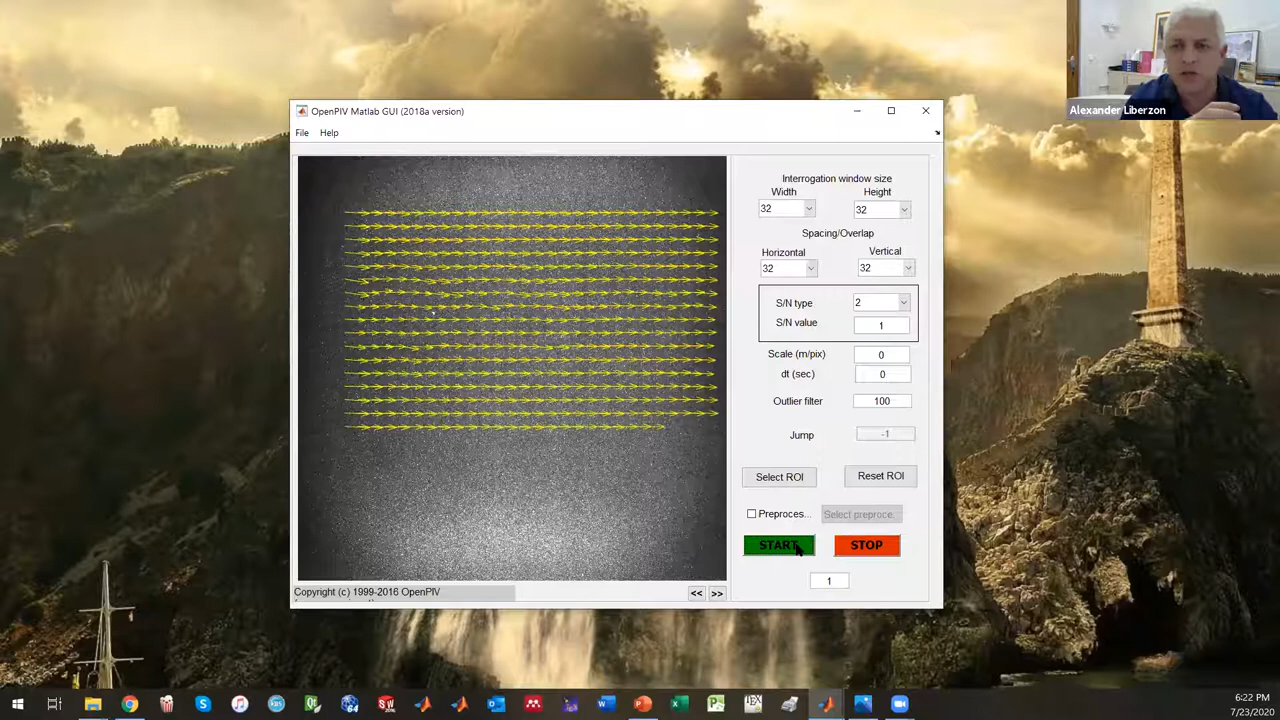 Alexander Liberzon
OpenPIV Matlab GUI (2018a version)
File Help
Interrogation window size
Width Height
32 32
Spacing/Overlap
Horizontal Vertical
32 32
S/N type 2
S/N value 1
Scale (m/pix) 0
dt (sec) 0
Outlier filter 100
Jump -1
Select ROI Reset ROI
Preproces... Select preproce.
START STOP
1
Copyright (c) 1999-2016 OpenPIV
<< >>
6:22 PM
7/23/2020